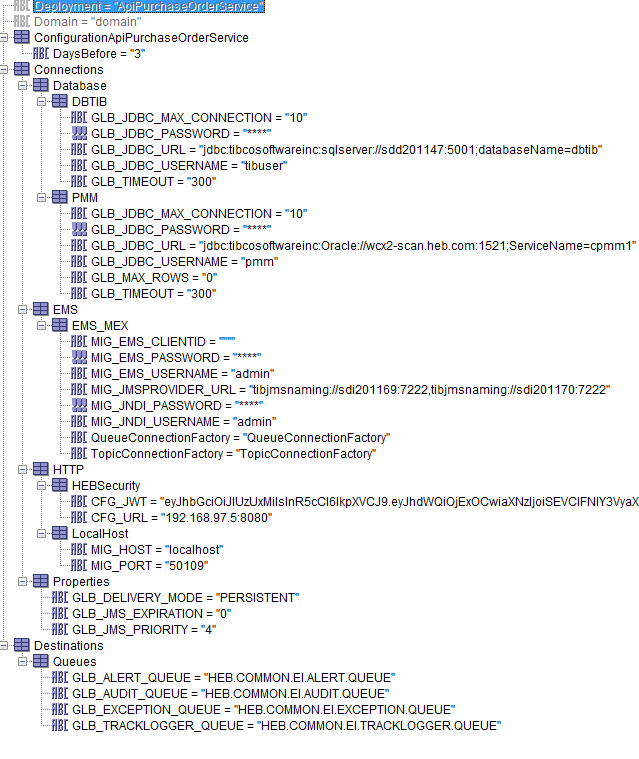 Deployment = "ApiPurchaseOrderService"
Domain = "domain"
ConfigurationApiPurchaseOrderService
DaysBefore = "3"
Connections
Database
DBTIB
GLB_JDBC_MAX_CONNECTION = "10"
GLB_JDBC_PASSWORD = "****"
GLB_JDBC_URL = "jdbc:tibcosoftwareinc:sqlserver://sdd201147:5001;databaseName=dbtib"
GLB_JDBC_USERNAME = "tibuser"
GLB_TIMEOUT = "300"
PMM
GLB_JDBC_MAX_CONNECTION = "10"
GLB_JDBC_PASSWORD = "****"
GLB_JDBC_URL = "jdbc:tibcosoftwareinc:Oracle://wcx2-scan.heb.com:1521;ServiceName=cpmm1"
GLB_JDBC_USERNAME = "pmm"
GLB_MAX_ROWS = "0"
GLB_TIMEOUT = "300"
EMS
EMS_MEX
MIG_EMS_CLIENTID = """"
MIG_EMS_PASSWORD = "****"
MIG_EMS_USERNAME = "admin"
MIG_JMSPROVIDER_URL = "tibjmsnaming://sdi201169:7222,tibjmsnaming://sdi201170:7222"
MIG_JNDI_PASSWORD = "****"
MIG_JNDI_USERNAME = "admin"
QueueConnectionFactory = "QueueConnectionFactory"
TopicConnectionFactory = "TopicConnectionFactory"
HTTP
HEBSecurity
CFG_JWT = "eyJhbGciOiJIUzUxMiIsInR5cCI6IkpXVCJ9.eyJhdWQiOjExOCwiaXNzIjoiSEVCIFNlY3VyaX
CFG_URL = "192.168.97.5:8080"
LocalHost
MIG_HOST = "localhost"
MIG_PORT = "50109"
Properties
GLB_DELIVERY_MODE = "PERSISTENT"
GLB_JMS_EXPIRATION = "0"
GLB_JMS_PRIORITY = "4"
Destinations
Queues
GLB_ALERT_QUEUE = "HEB.COMMON.EI.ALERT.QUEUE"
GLB_AUDIT_QUEUE = "HEB.COMMON.EI.AUDIT.QUEUE"
GLB_EXCEPTION_QUEUE = "HEB.COMMON.EI.EXCEPTION.QUEUE"
GLB_TRACKLOGGER_QUEUE = "HEB.COMMON.EI.TRACKLOGGER.QUEUE"